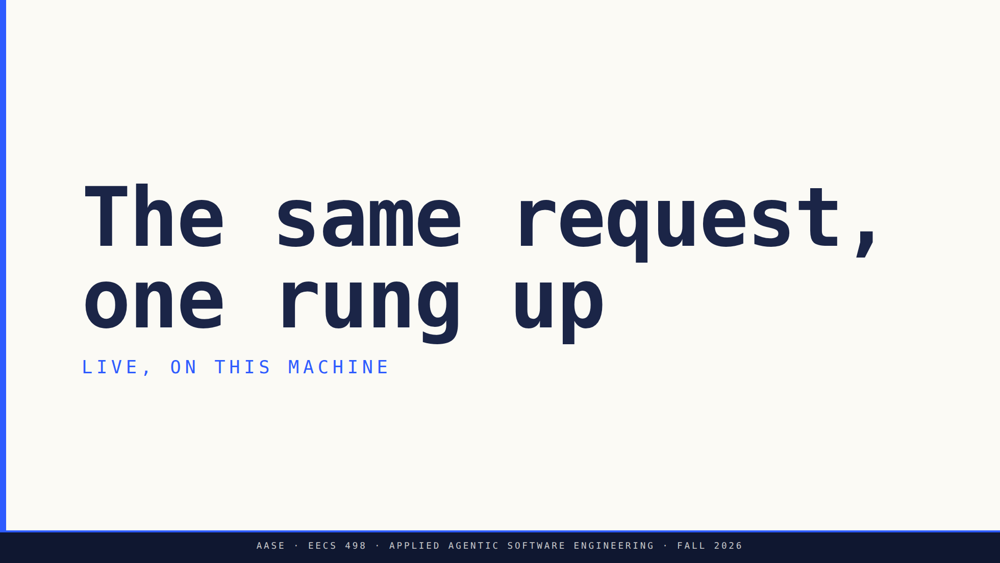 The same request,
one rung up
LIVE, ON THIS MACHINE
AASE · EECS 498 · APPLIED AGENTIC SOFTWARE ENGINEERING · FALL 2026